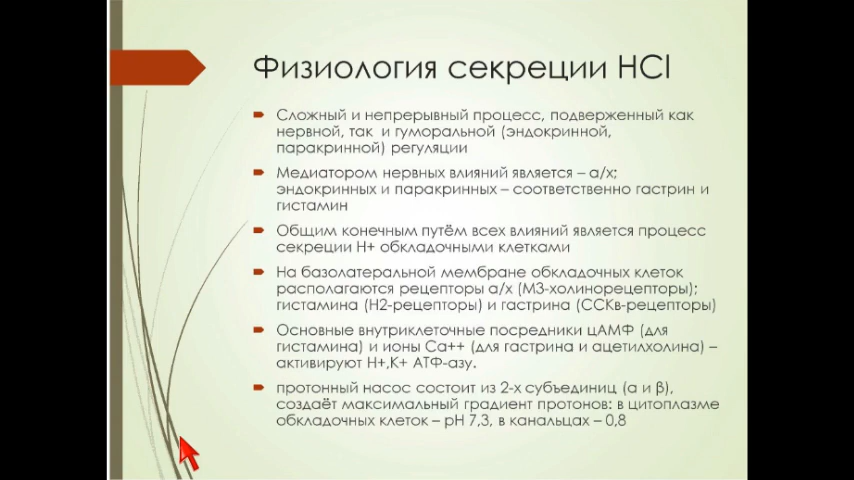 Физиология секреции HCl
Сложный и непрерывный процесс, подверженный как
нервной, так и гуморальной (эндокринной,
паракринной) регуляции
Медиатором нервных влияний является – а/х;
эндокринных и паракринных – соответственно гастрин и
гистамин
Общим конечным путём всех влияний является процесс
секреции Н+ обкладочными клетками
На базолатеральной мембране обкладочных клеток
располагаются рецепторы а/х (М3-холинорецепторы);
гистамина (Н2-рецепторы) и гастрина (ССКв-рецепторы)
Основные внутриклеточные посредники цАМФ (для
гистамина) и ионы Са++ (для гастрина и ацетилхолина) –
активируют Н+,К+ АТФ-азу.
протонный насос состоит из 2-х субъединиц (α и β),
создаёт максимальный градиент протонов: в цитоплазме
обкладочных клеток – рН 7,3, в канальцах – 0,8